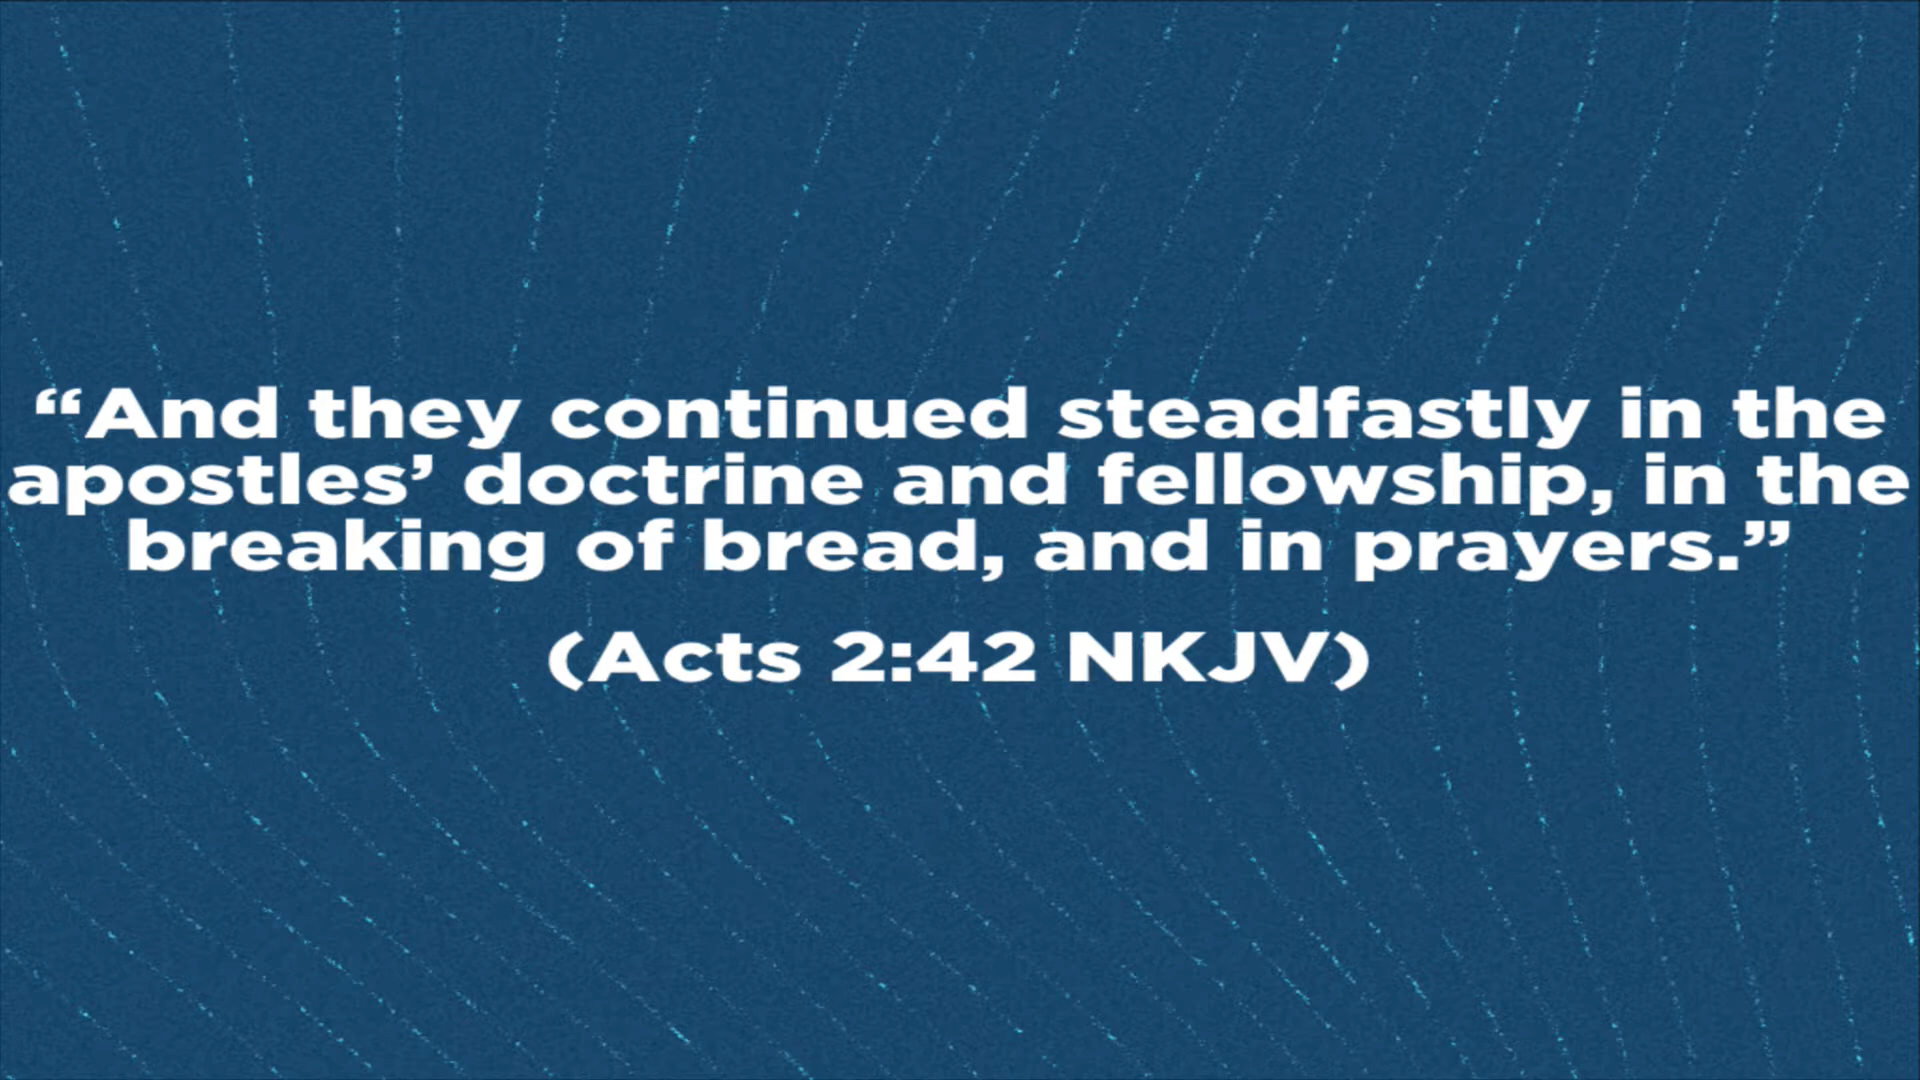 “And they continued steadfastly in the
apostles’ doctrine and fellowship, in the
breaking of bread, and in prayers.”
(Acts 2:42 NKJV)